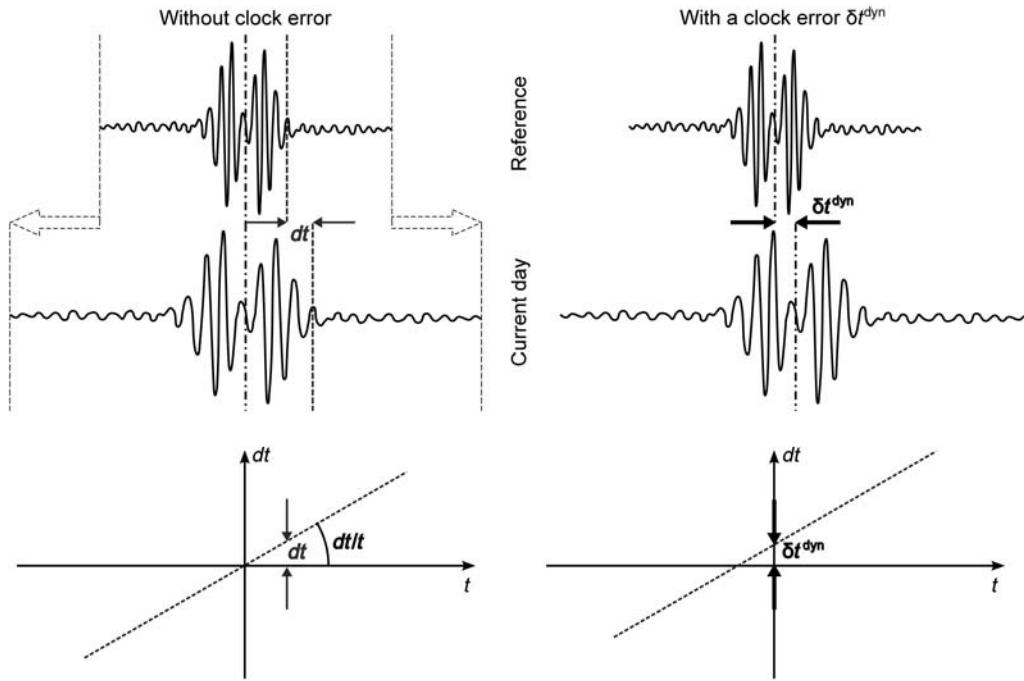 Without clock error
With a clock error δt^dyn
Reference
dt
δt^dyn
Current day
dt
dt
dt/t
t
dt
δt^dyn
t